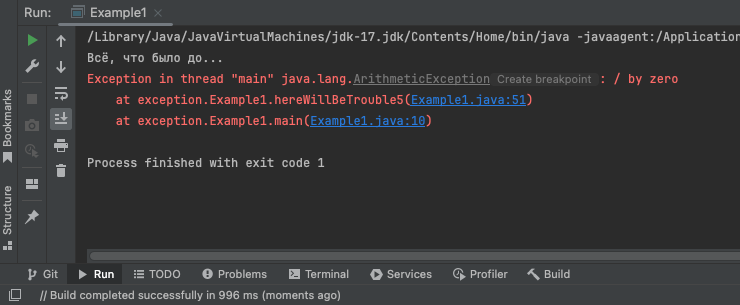 Run: Example1
/Library/Java/JavaVirtualMachines/jdk-17.jdk/Contents/Home/bin/java -javaagent:/Application
Всё, что было до...
Exception in thread "main" java.lang.ArithmeticException Create breakpoint : / by zero
at exception.Example1.hereWillBeTrouble5(Example1.java:51)
at exception.Example1.main(Example1.java:10)
Process finished with exit code 1
Bookmarks
Structure
Git Run TODO Problems Terminal Services Profiler Build
// Build completed successfully in 996 ms (moments ago)